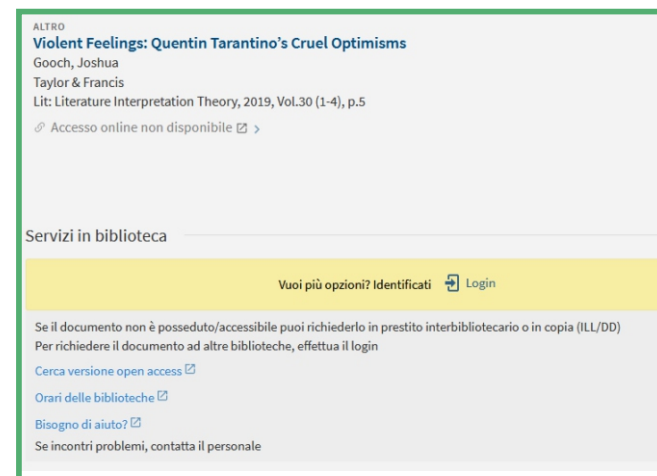 ALTRO
Violent Feelings: Quentin Tarantino’s Cruel Optimisms
Gooch, Joshua
Taylor & Francis
Lit: Literature Interpretation Theory, 2019, Vol.30 (1-4), p.5
Accesso online non disponibile
Servizi in biblioteca
Vuoi più opzioni? Identificati Login
Se il documento non è posseduto/accessibile puoi richiederlo in prestito interbibliotecario o in copia (ILL/DD)
Per richiedere il documento ad altre biblioteche, effettua il login
Cerca versione open access
Orari delle biblioteche
Bisogno di aiuto?
Se incontri problemi, contatta il personale